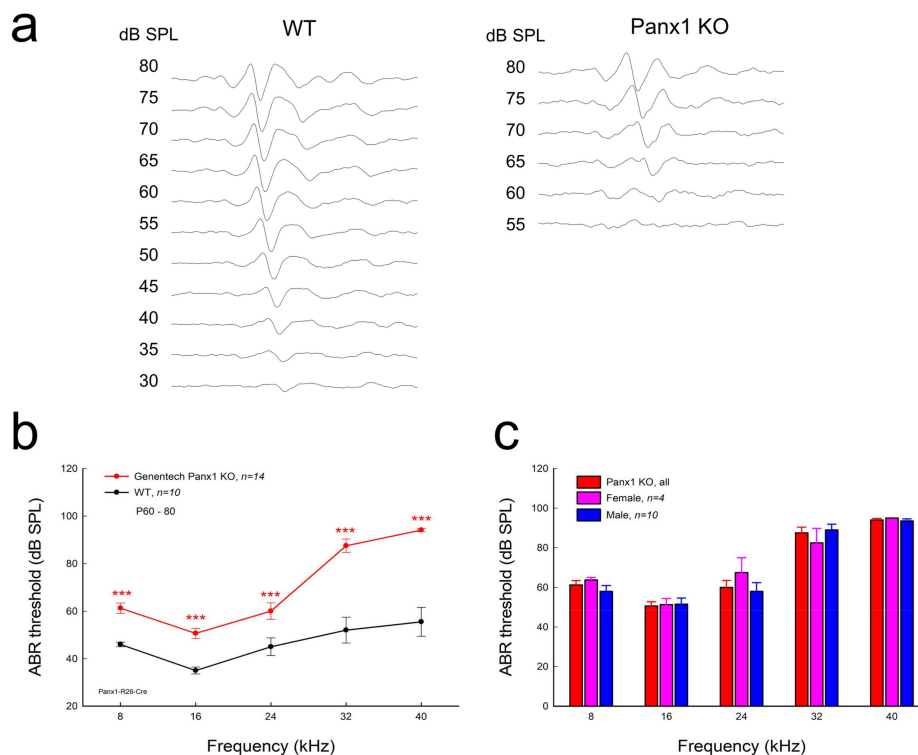 a
WT
Panx1 KO
dB SPL
dB SPL
80
75
70
65
60
55
50
45
40
35
30
80
75
70
65
60
55
b
Genentech Panx1 KO, n=14
WT, n=10
P60 - 80
***
***
***
***
***
ABR threshold (dB SPL)
120
100
80
60
40
20
Panx1-R26-Cre
8 16 24 32 40
Frequency (kHz)
c
Panx1 KO, all
Female, n=4
Male, n=10
ABR threshold (dB SPL)
120
100
80
60
40
20
0
8 16 24 32 40
Frequency (kHz)